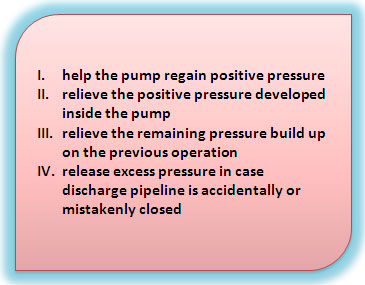 I. help the pump regain positive pressure
II. relieve the positive pressure developed
inside the pump
III. relieve the remaining pressure build up
on the previous operation
IV. release excess pressure in case
discharge pipeline is accidentally or
mistakenly closed